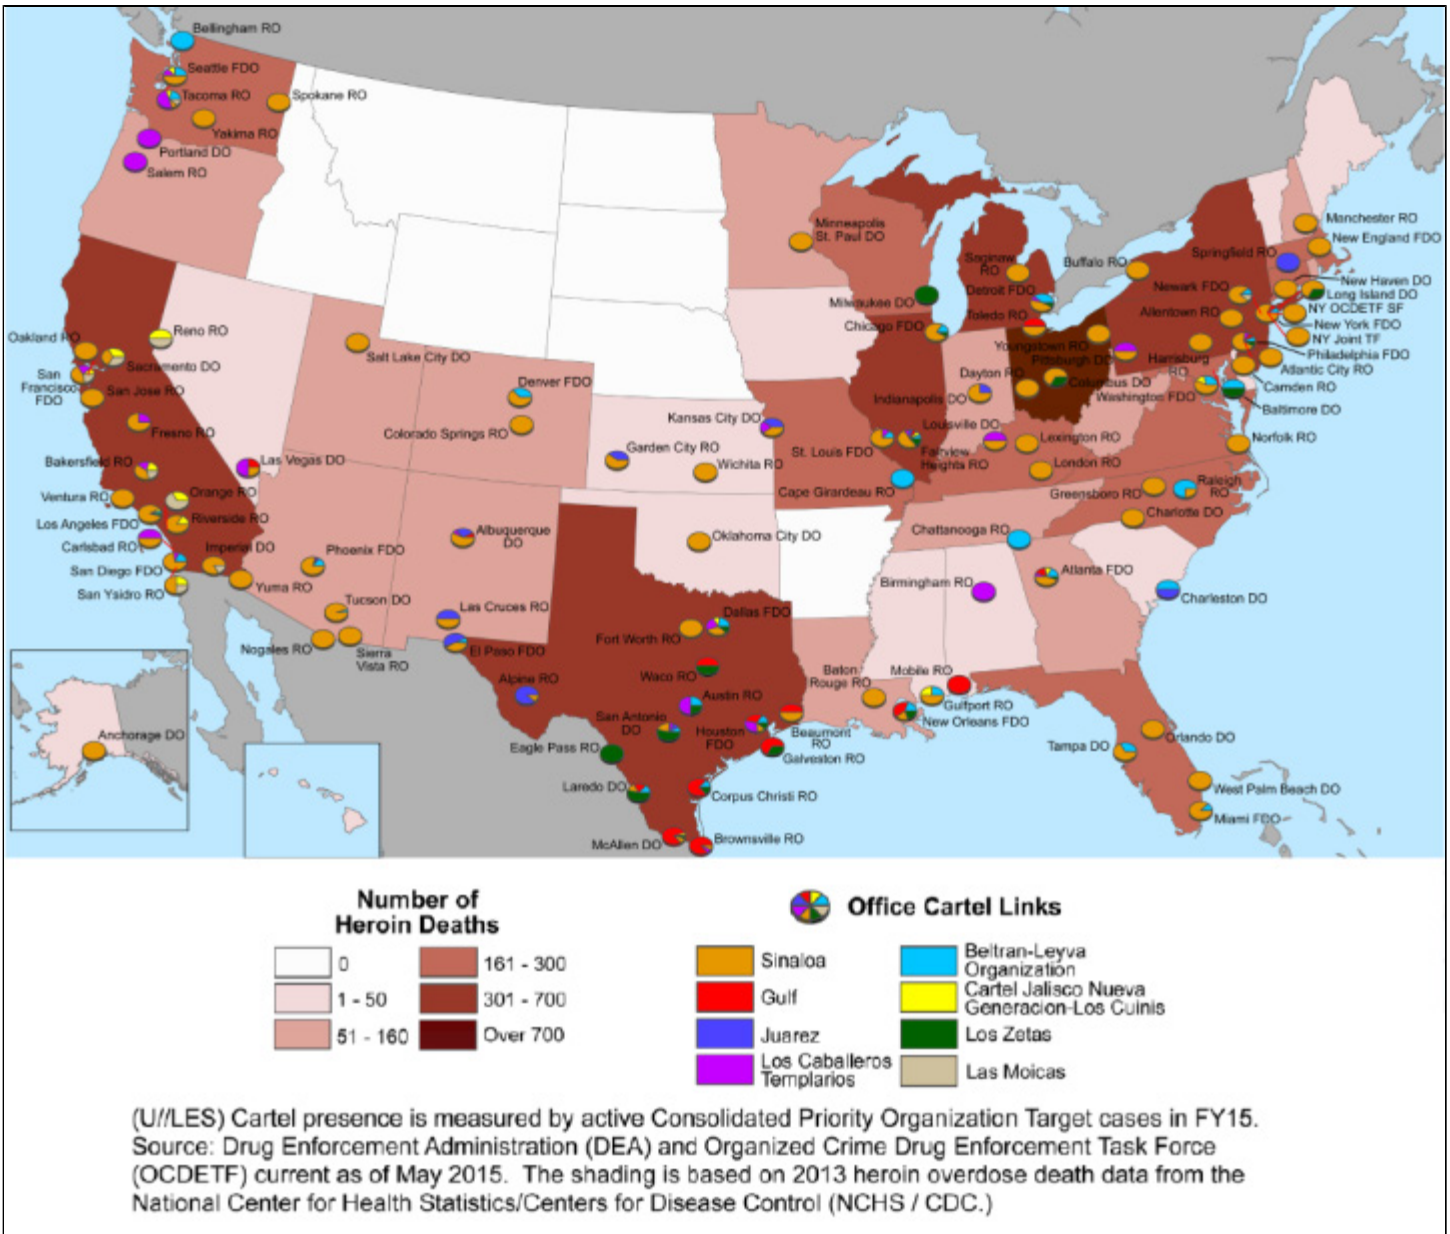 Bellingham RO
Seattle FDO
Tacoma RO
Spokane RO
Yakima RO
Portland DO
Salem RO
Minneapolis
St. Paul DO
Manchester RO
New England FDO
Springfield RO
Saginaw
RO
Buffalo RO
New Haven DO
Long Island DO
Newark FDO
Detroit FDO
Milwaukee DO
NY OCDETF SF
Allentown RO
Toledo RO
New York FDO
Chicago FDO
NY Joint TF
Oakland RO
Reno RO
Youngstown RO
Philadelphia FDO
Salt Lake City DO
Pittsburgh DO
Harrisburg
RO
Atlantic City RO
Sacramento DO
San
Francisco
FDO
San Jose RO
Denver FDO
Dayton RO
Columbus DO
Camden RO
Indianapolis DO
Washington FDO
Baltimore DO
Kansas City DO
Louisville DO
Colorado Springs RO
Fresno RO
Garden City RO
St. Louis FDO
Fairview
Heights RO
Lexington RO
Norfolk RO
Bakersfield RO
Las Vegas DO
Wichita RO
London RO
Ventura RO
Orange RO
Cape Girardeau RO
Greensboro RO
Raleigh
RO
Los Angeles FDO
Riverside RO
Charlotte DO
Albuquerque
DO
Oklahoma City DO
Chattanooga RO
Carlsbad RO
Imperial DO
Phoenix FDO
San Diego FDO
Atlanta FDO
Birmingham RO
San Ysidro RO
Yuma RO
Tucson DO
Las Cruces RO
Charleston DO
Dallas FDO
Fort Worth RO
Nogales RO
Sierra
Vista RO
El Paso FDO
Waco RO
Baton
Rouge RO
Mobile RO
Alpine RO
Austin RO
Gulfport RO
San Antonio
DO
Houston
FDO
New Orleans FDO
Beaumont
RO
Anchorage DO
Eagle Pass RO
Galveston RO
Orlando DO
Tampa DO
Laredo DO
Corpus Christi RO
West Palm Beach DO
Miami FDO
McAllen DO
Brownsville RO
Number of
Heroin Deaths
0
161 - 300
1 - 50
301 - 700
51 - 160
Over 700
Office Cartel Links
Sinaloa
Beltran-Leyva
Organization
Gulf
Cartel Jalisco Nueva
Generacion-Los Cuinis
Juarez
Los Zetas
Los Caballeros
Templarios
Las Moicas
(U//LES) Cartel presence is measured by active Consolidated Priority Organization Target cases in FY15.
Source: Drug Enforcement Administration (DEA) and Organized Crime Drug Enforcement Task Force
(OCDETF) current as of May 2015. The shading is based on 2013 heroin overdose death data from the
National Center for Health Statistics/Centers for Disease Control (NCHS / CDC.)